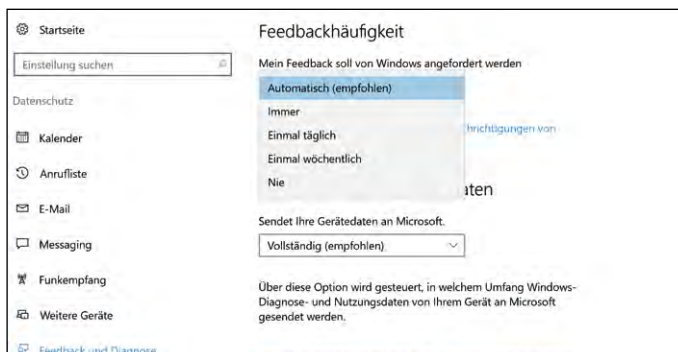 Startseite
Einstellung suchen
Datenschutz
Kalender
Anrufliste
E-Mail
Messaging
Funkempfang
Weitere Geräte
Feedback und Diagnose
Feedbackhäufigkeit
Mein Feedback soll von Windows angefordert werden
Automatisch (empfohlen)
Immer
Einmal täglich
hrichtigungen von
Einmal wöchentlich
Nie
aten
Sendet Ihre Gerätedaten an Microsoft.
Vollständig (empfohlen)
Über diese Option wird gesteuert, in welchem Umfang Windows-
Diagnose- und Nutzungsdaten von Ihrem Gerät an Microsoft
gesendet werden.